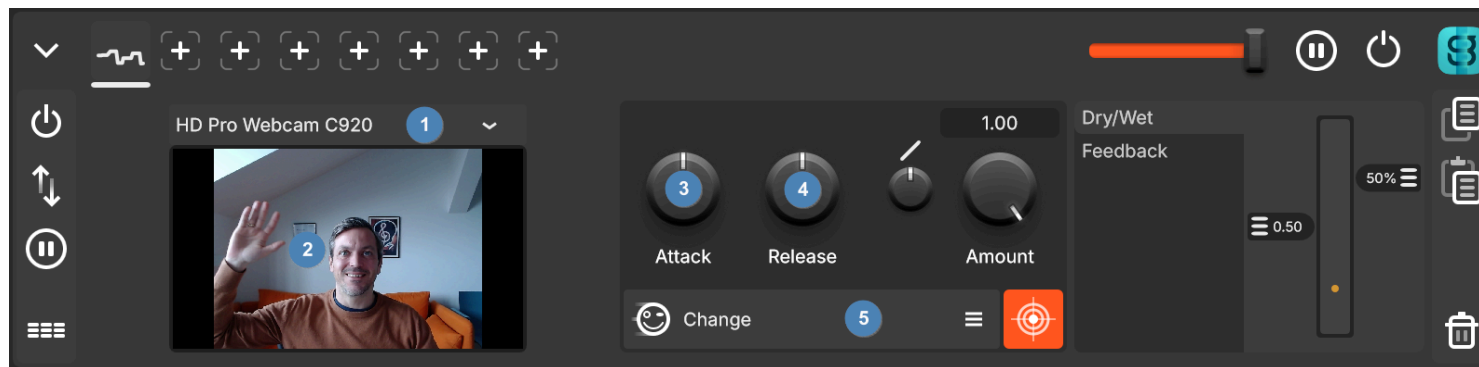 HD Pro Webcam C920
1
2
1.00
3
4
Attack
Release
Amount
Change
5
Dry/Wet
Feedback
50%
0.50